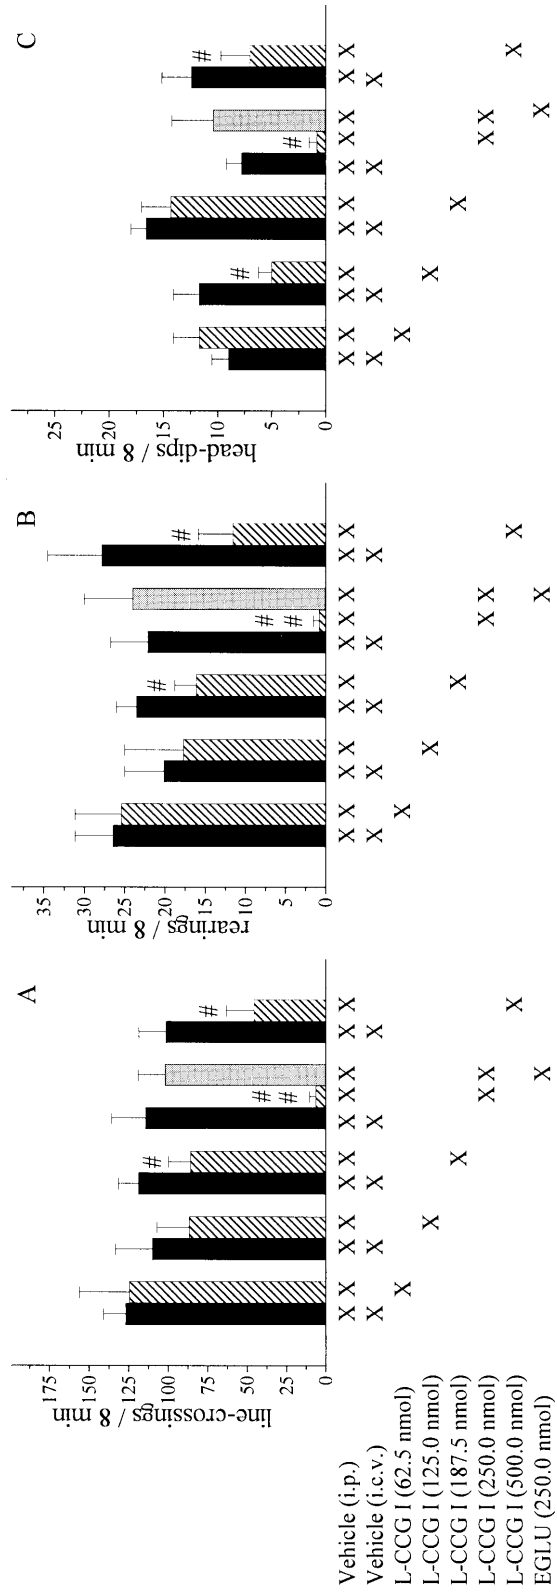 A
line-crossings / 8 min
175
150
125
100
75
50
25
0
#
# #
#
B
rearings / 8 min
35
30
25
20
15
10
5
0
#
# #
#
C
head-dips / 8 min
25
20
15
10
5
0
#
#
#
Vehicle (i.p.) X X X X X X X X X X X X X X X X X X X X X X X X X X X X X X X X X
Vehicle (i.c.v.) X X X X X X X X X X X X X X X
L-CCG I (62.5 nmol) X X X
L-CCG I (125.0 nmol) X X X
L-CCG I (187.5 nmol) X X X
L-CCG I (250.0 nmol) X X X X X X
L-CCG I (500.0 nmol) X X X
EGLU (250.0 nmol) X X X